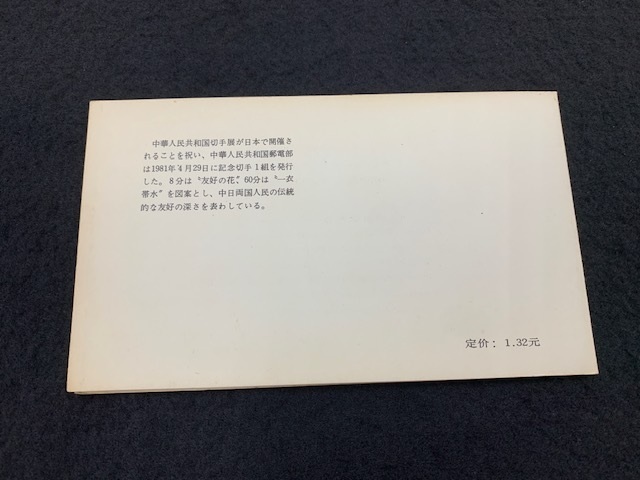 中華人民共和国切手展が日本で開催さ
れることを祝い、中華人民共和国郵電部
は1981年4月29日に記念切手1組を発行
した。8分は〝友好の花〞60分は〝一衣
帯水〞を図案とし、中日両国人民の伝統
的な友好の深さを表わしている。
定价: 1.32元